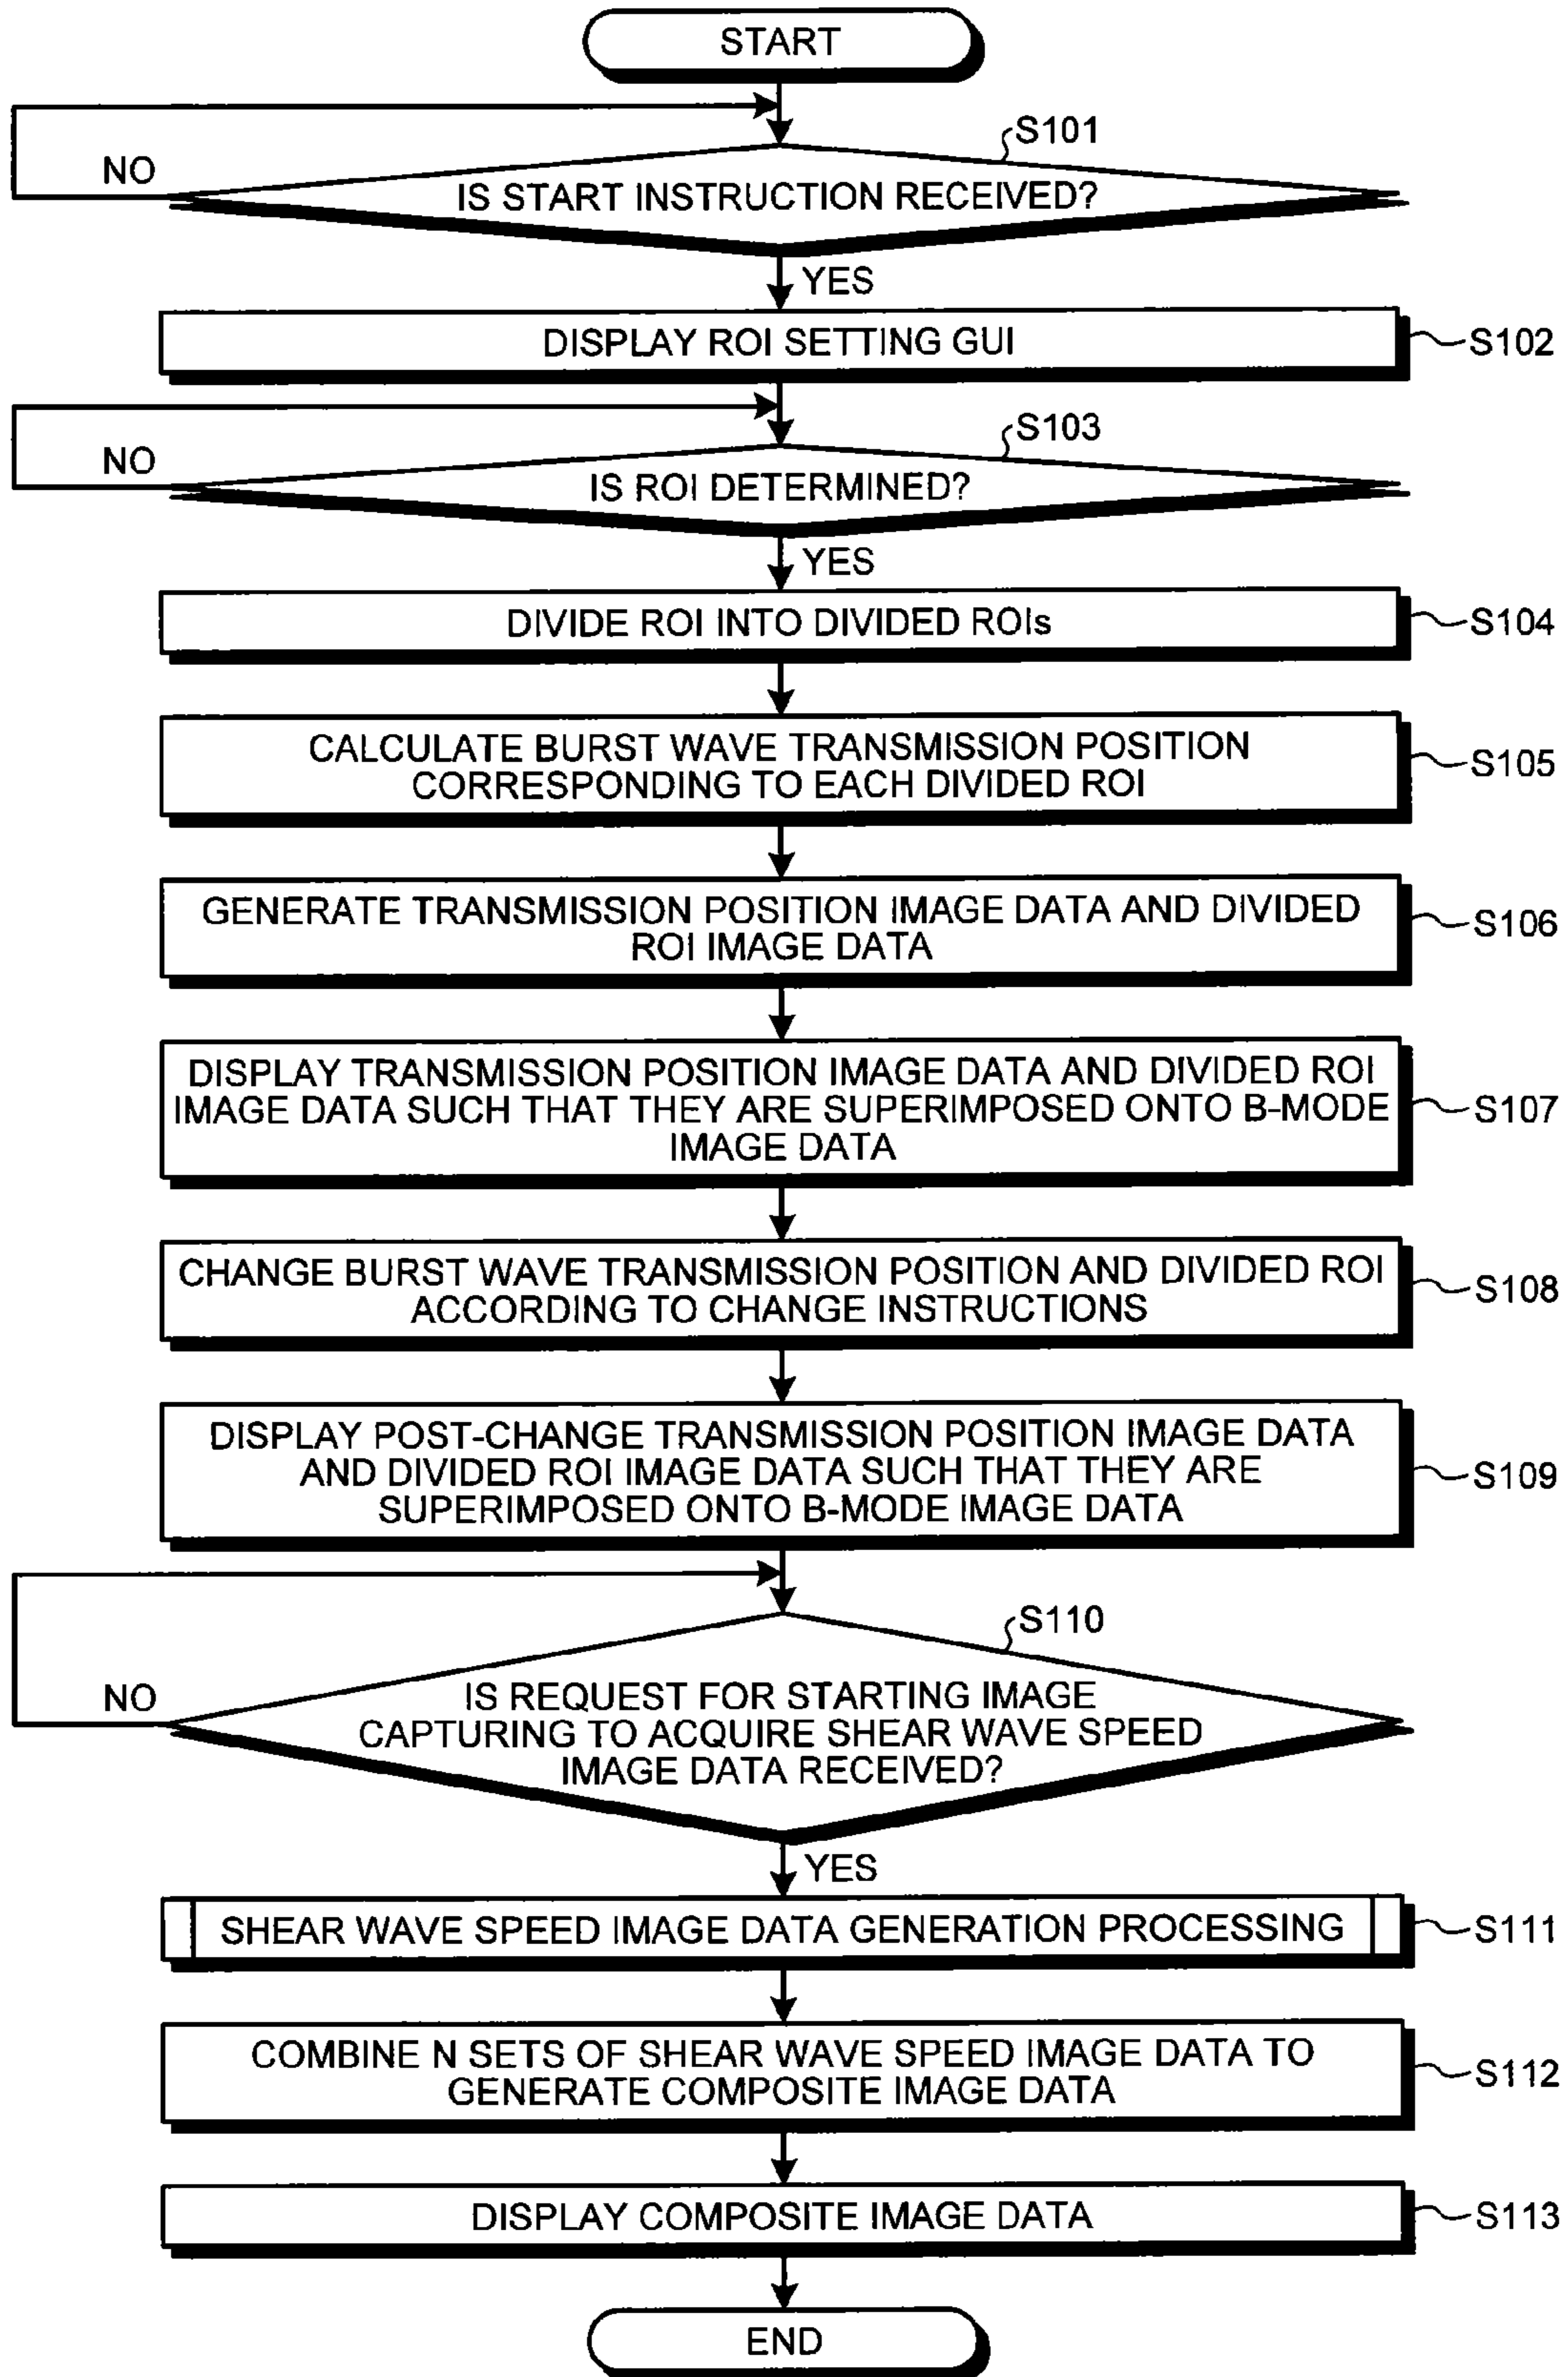 START
S101
NO
IS START INSTRUCTION RECEIVED?
YES
DISPLAY ROI SETTING GUI
S102
S103
NO
IS ROI DETERMINED?
YES
DIVIDE ROI INTO DIVIDED ROIs
S104
CALCULATE BURST WAVE TRANSMISSION POSITION
CORRESPONDING TO EACH DIVIDED ROI
S105
GENERATE TRANSMISSION POSITION IMAGE DATA AND DIVIDED
ROI IMAGE DATA
S106
DISPLAY TRANSMISSION POSITION IMAGE DATA AND DIVIDED ROI
IMAGE DATA SUCH THAT THEY ARE SUPERIMPOSED ONTO B-MODE
IMAGE DATA
S107
CHANGE BURST WAVE TRANSMISSION POSITION AND DIVIDED ROI
ACCORDING TO CHANGE INSTRUCTIONS
S108
DISPLAY POST-CHANGE TRANSMISSION POSITION IMAGE DATA
AND DIVIDED ROI IMAGE DATA SUCH THAT THEY ARE
SUPERIMPOSED ONTO B-MODE IMAGE DATA
S109
S110
NO
IS REQUEST FOR STARTING IMAGE
CAPTURING TO ACQUIRE SHEAR WAVE SPEED
IMAGE DATA RECEIVED?
YES
SHEAR WAVE SPEED IMAGE DATA GENERATION PROCESSING
S111
COMBINE N SETS OF SHEAR WAVE SPEED IMAGE DATA TO
GENERATE COMPOSITE IMAGE DATA
S112
DISPLAY COMPOSITE IMAGE DATA
S113
END